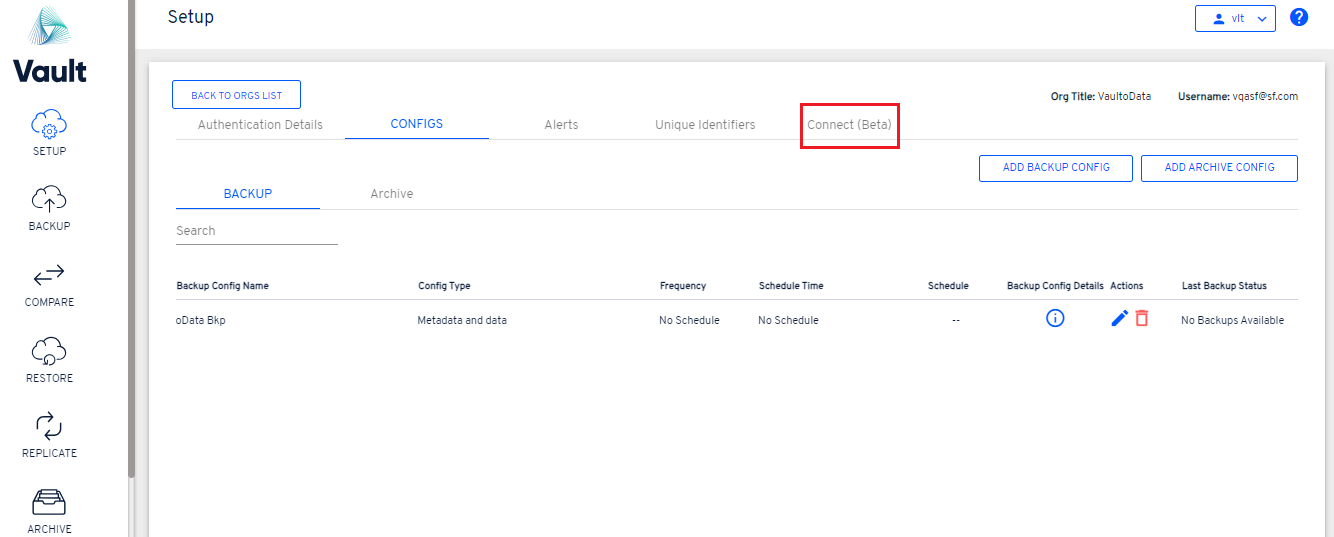 Setup
vlt
?
Vault
BACK TO ORGS LIST
Org Title: VaultoData Username: vqasf@sf.com
Authentication Details CONFIGS Alerts Unique Identifiers Connect (Beta)
SETUP
ADD BACKUP CONFIG ADD ARCHIVE CONFIG
BACKUP Archive
BACKUP
Search
Backup Config Name Config Type Frequency Schedule Time Schedule Backup Config Details Actions Last Backup Status
COMPARE
oData Bkp Metadata and data No Schedule No Schedule -- No Backups Available
RESTORE
REPLICATE
ARCHIVE